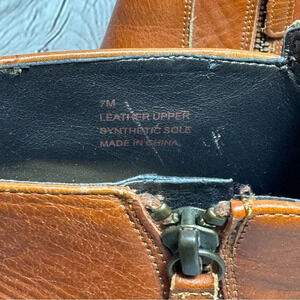 7M
LEATHER UPPER
SYNTHETIC SOLE
MADE IN CHINA